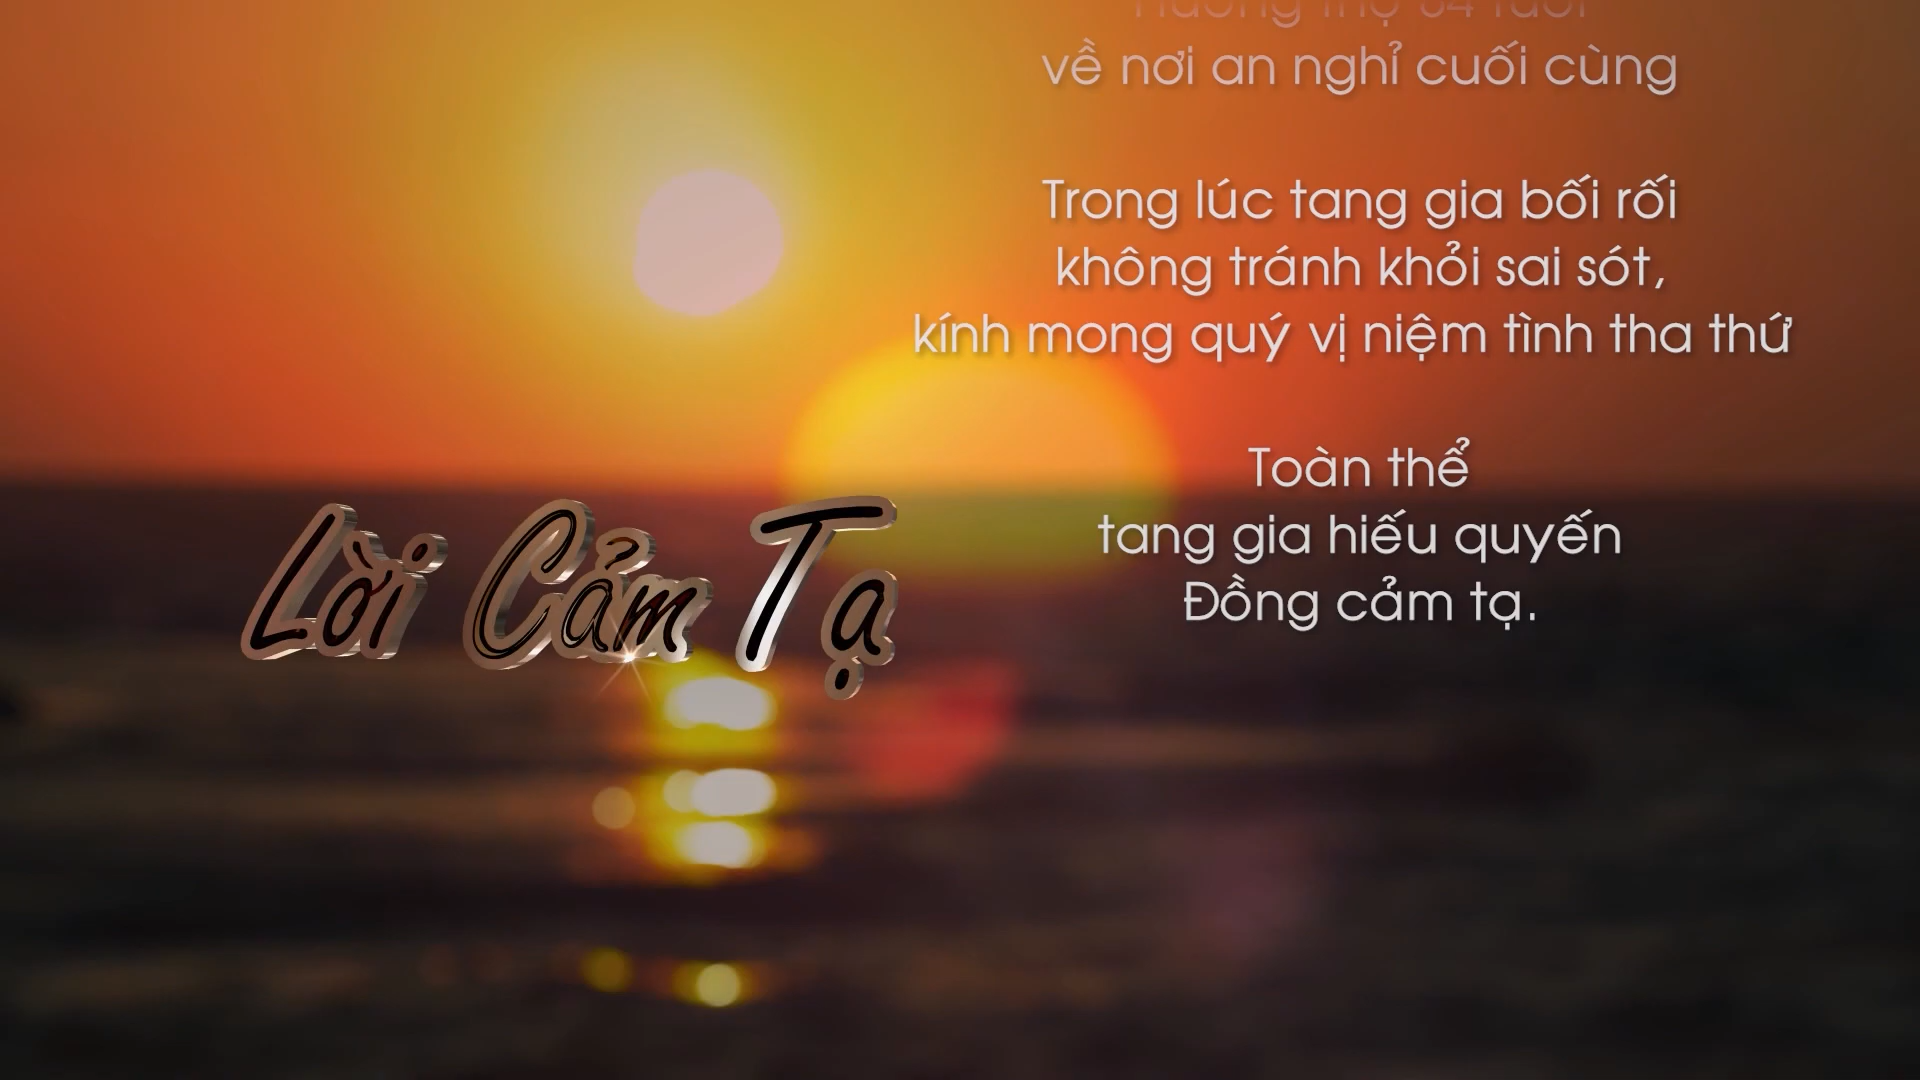 về nơi an nghỉ cuối cùng
Trong lúc tang gia bối rối
không tránh khỏi sai sót,
kính mong quý vị niệm tình tha thứ
Toàn thể
tang gia hiếu quyến
Đồng cảm tạ.
Lời Cảm Tạ